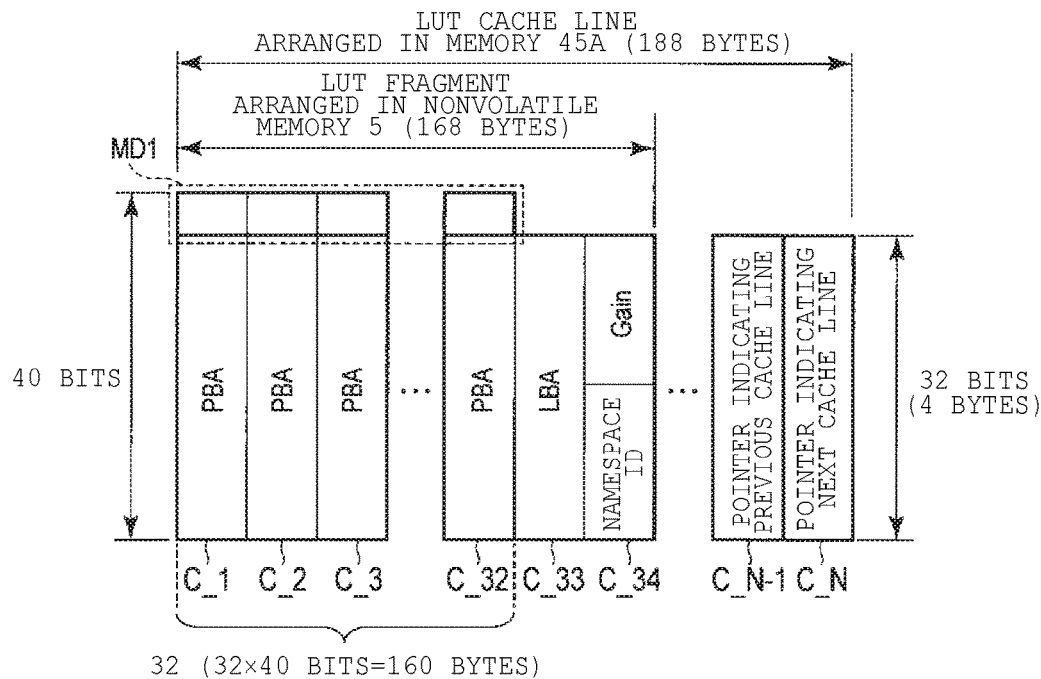 LUT CACHE LINE
ARRANGED IN MEMORY 45A (188 BYTES)
LUT FRAGMENT
ARRANGED IN NONVOLATILE
MEMORY 5 (168 BYTES)
MD1
40 BITS
PBA
PBA
PBA
...
PBA
LBA
Gain
NAMESPACE
ID
...
POINTER INDICATING
PREVIOUS CACHE LINE
POINTER INDICATING
NEXT CACHE LINE
32 BITS
(4 BYTES)
C_1
C_2
C_3
C_32
C_33
C_34
C_N-1
C_N
32 (32×40 BITS=160 BYTES)